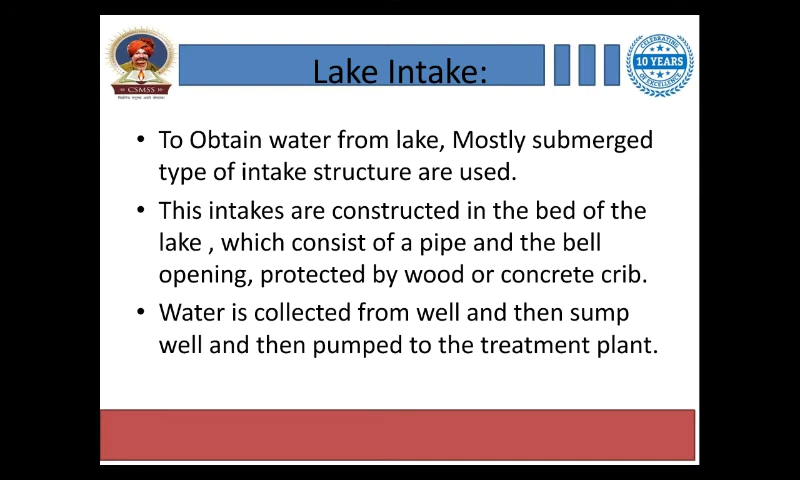 Lake Intake:
CSMSS
CELEBRATING
10 YEARS
OF EXCELLENCE
• To Obtain water from lake, Mostly submerged
type of intake structure are used.
• This intakes are constructed in the bed of the
lake , which consist of a pipe and the bell
opening, protected by wood or concrete crib.
• Water is collected from well and then sump
well and then pumped to the treatment plant.